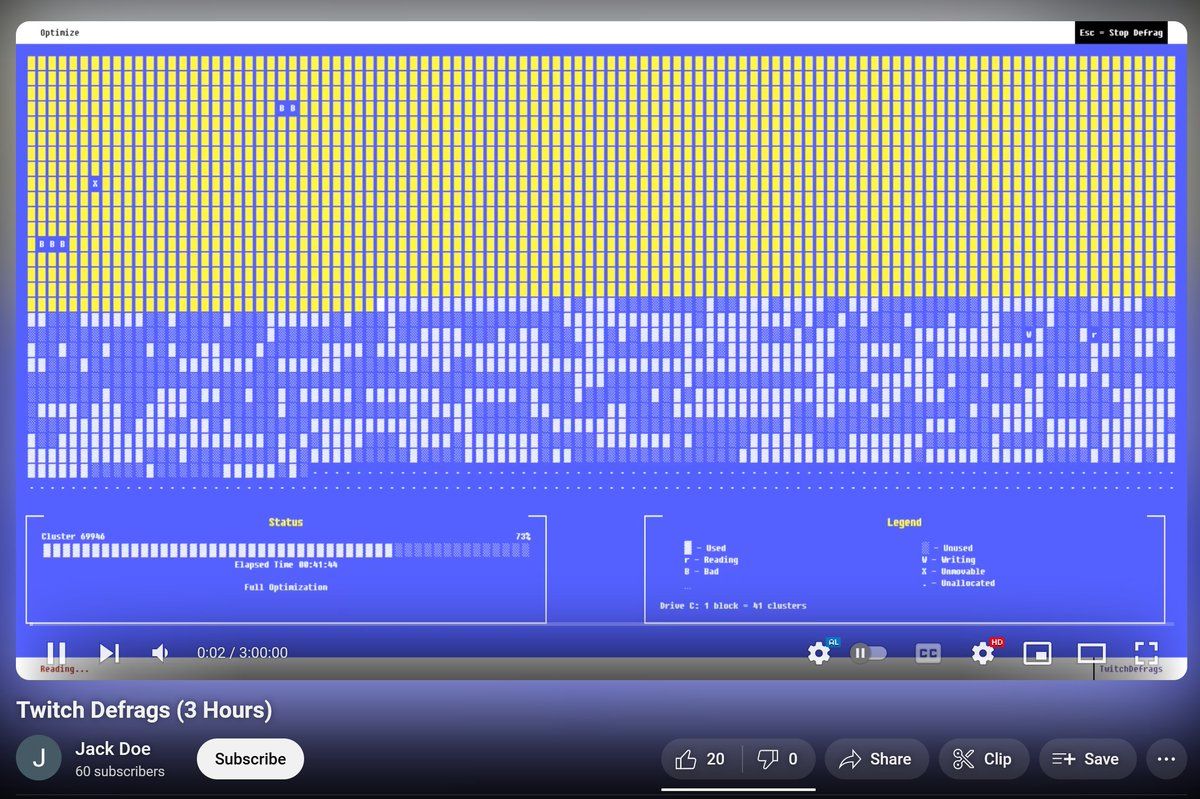 Optimize
Esc = Stop Defrag
B B
X
B B B
W
r
Status
Cluster 69946
73%
Elapsed Time 00:41:44
Full Optimization
Legend
- Used
- Unused
r - Reading
W - Writing
B - Bad
X - Unmovable
. - Unallocated
Drive C: 1 block = 41 clusters
0:02 / 3:00:00
AL
CC
HD
Reading...
TwitchDefrags
Twitch Defrags (3 Hours)
J
Jack Doe
60 subscribers
Subscribe
20
0
Share
Clip
Save